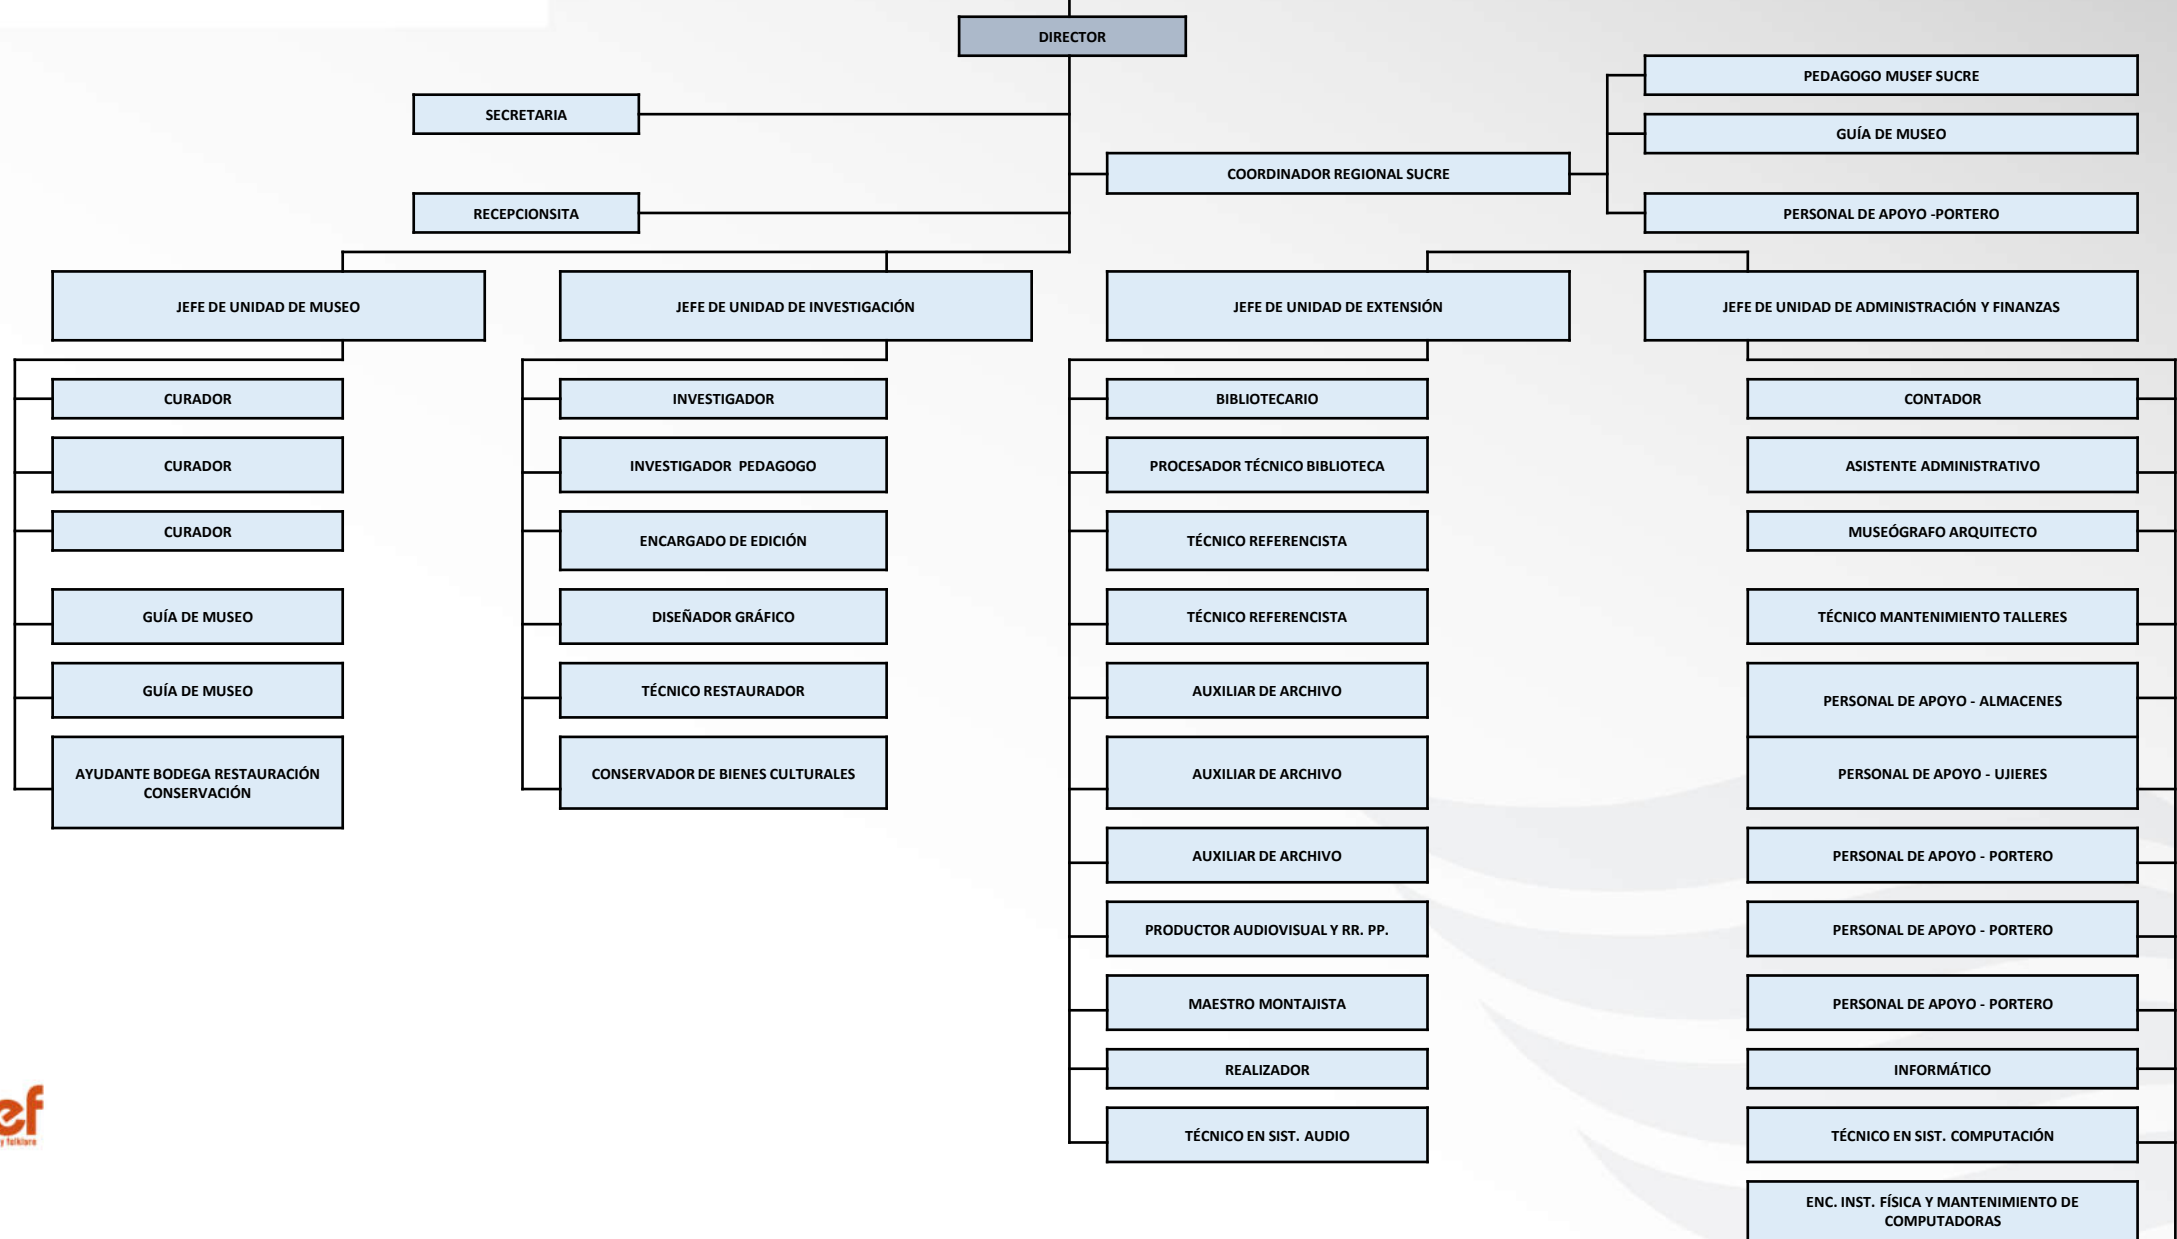 DIRECTOR
PEDAGOGO MUSEF SUCRE
SECRETARIA
GUÍA DE MUSEO
COORDINADOR REGIONAL SUCRE
RECEPCIONSITA
PERSONAL DE APOYO -PORTERO
JEFE DE UNIDAD DE MUSEO
JEFE DE UNIDAD DE INVESTIGACIÓN
JEFE DE UNIDAD DE EXTENSIÓN
JEFE DE UNIDAD DE ADMINISTRACIÓN Y FINANZAS
CURADOR
CURADOR
CURADOR
GUÍA DE MUSEO
GUÍA DE MUSEO
AYUDANTE BODEGA RESTAURACIÓN
CONSERVACIÓN
INVESTIGADOR
INVESTIGADOR PEDAGOGO
ENCARGADO DE EDICIÓN
DISEÑADOR GRÁFICO
TÉCNICO RESTAURADOR
CONSERVADOR DE BIENES CULTURALES
BIBLIOTECARIO
PROCESADOR TÉCNICO BIBLIOTECA
TÉCNICO REFERENCISTA
TÉCNICO REFERENCISTA
AUXILIAR DE ARCHIVO
AUXILIAR DE ARCHIVO
AUXILIAR DE ARCHIVO
PRODUCTOR AUDIOVISUAL Y RR. PP.
MAESTRO MONTAJISTA
REALIZADOR
TÉCNICO EN SIST. AUDIO
CONTADOR
ASISTENTE ADMINISTRATIVO
MUSEÓGRAFO ARQUITECTO
TÉCNICO MANTENIMIENTO TALLERES
PERSONAL DE APOYO - ALMACENES
PERSONAL DE APOYO - UJIERES
PERSONAL DE APOYO - PORTERO
PERSONAL DE APOYO - PORTERO
PERSONAL DE APOYO - PORTERO
INFORMÁTICO
TÉCNICO EN SIST. COMPUTACIÓN
ENC. INST. FÍSICA Y MANTENIMIENTO DE
COMPUTADORAS
ef
y folklore